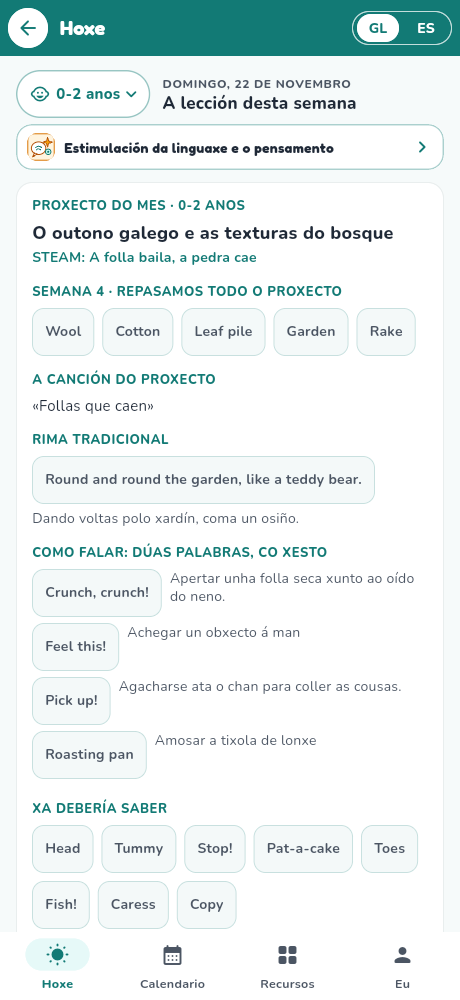 Hoxe
GL ES
0-2 anos
DOMINGO, 22 DE NOVEMBRO
A lección desta semana
Estimulación da linguaxe e o pensamento
PROXECTO DO MES · 0-2 ANOS
O outono galego e as texturas do bosque
STEAM: A folla baila, a pedra cae
SEMANA 4 · REPASAMOS TODO O PROXECTO
Wool Cotton Leaf pile Garden Rake
A CANCIÓN DO PROXECTO
«Follas que caen»
RIMA TRADICIONAL
Round and round the garden, like a teddy bear.
Dando voltas polo xardín, coma un osiño.
COMO FALAR: DÚAS PALABRAS, CO XESTO
Crunch, crunch! Apertar unha folla seca xunto ao oído
do neno.
Feel this! Achegar un obxecto á man
Pick up! Agacharse ata o chan para coller as cousas.
Roasting pan Amosar a tixola de lonxe
XA DEBERÍA SABER
Head Tummy Stop! Pat-a-cake Toes
Fish! Caress Copy
Hoxe Calendario Recursos Eu